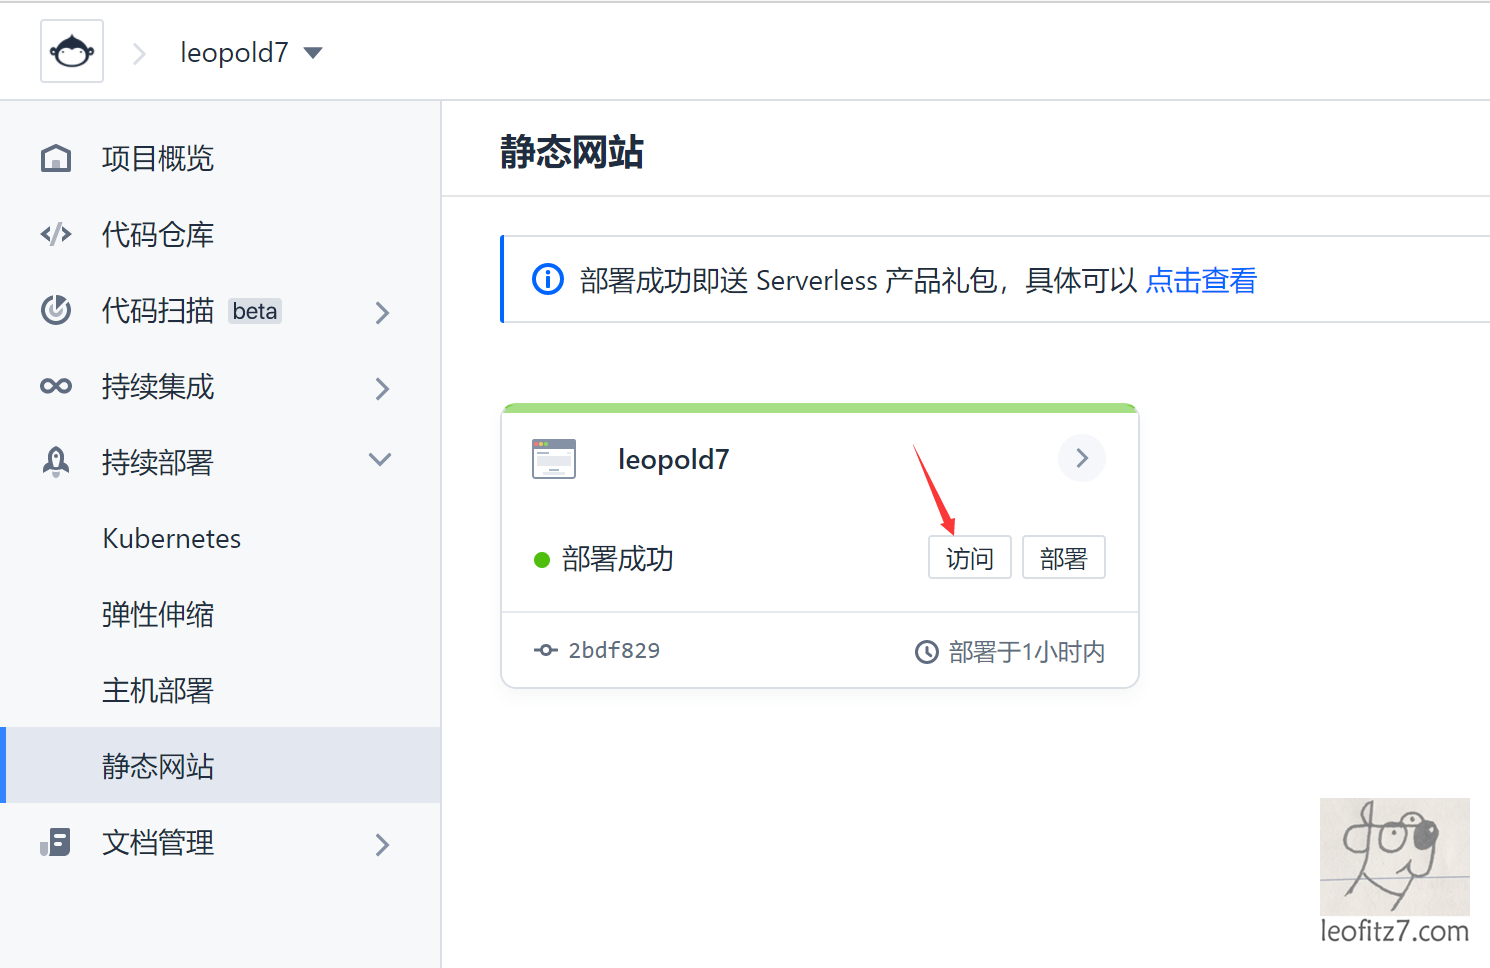 leopold7
项目概览
代码仓库
代码扫描 beta
持续集成
持续部署
Kubernetes
弹性伸缩
主机部署
静态网站
文档管理
静态网站
部署成功即送 Serverless 产品礼包，具体可以 点击查看
leopold7
部署成功
访问
部署
2bdf829
部署于1小时内
leofitz7.com